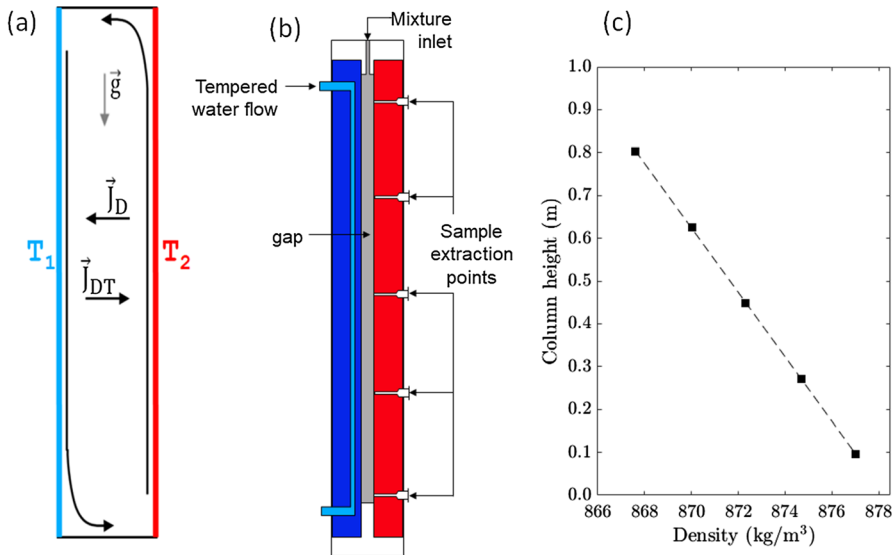 (a)
g
J_D
T_1
T_2
J_DT
(b)
Mixture
inlet
Tempered
water flow
gap
Sample
extraction
points
(c)
Column height (m)
1.0
0.9
0.8
0.7
0.6
0.5
0.4
0.3
0.2
0.1
0.0
866 868 870 872 874 876 878
Density (kg/m³)